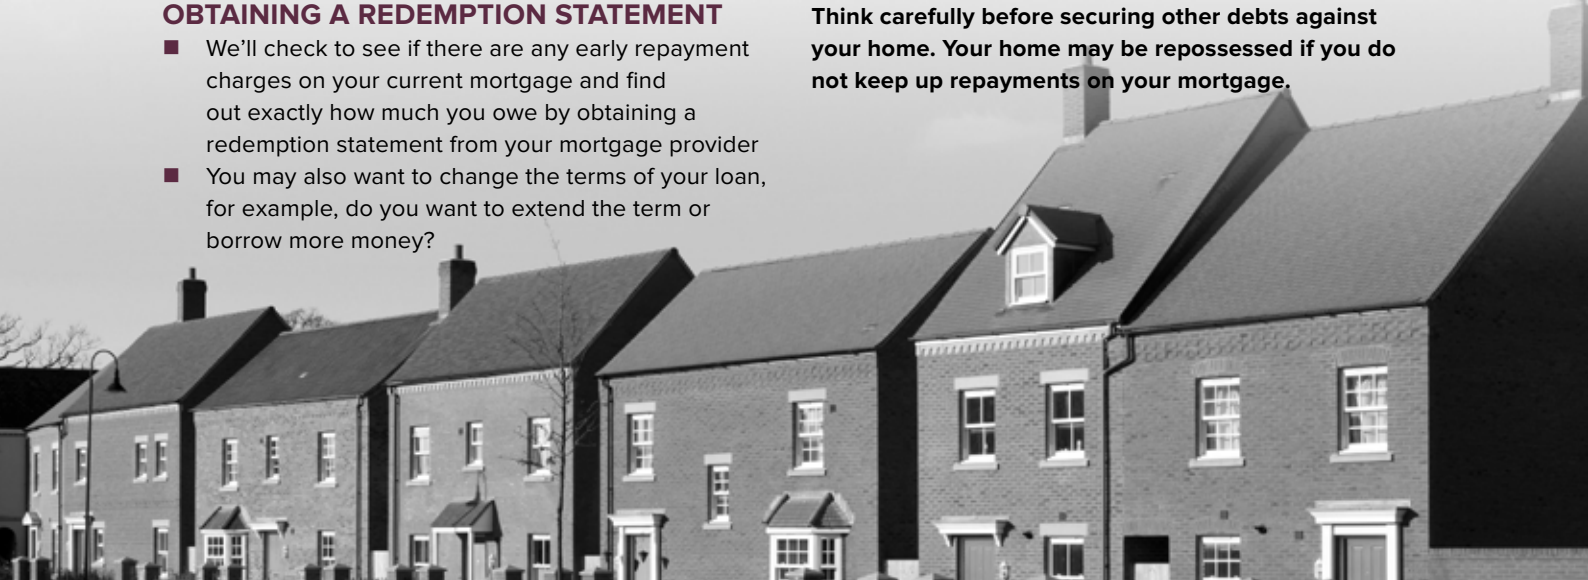 OBTAINING A REDEMPTION STATEMENT
■ We’ll check to see if there are any early repayment
charges on your current mortgage and find
out exactly how much you owe by obtaining a
redemption statement from your mortgage provider
■ You may also want to change the terms of your loan,
for example, do you want to extend the term or
borrow more money?
Think carefully before securing other debts against
your home. Your home may be repossessed if you do
not keep up repayments on your mortgage.